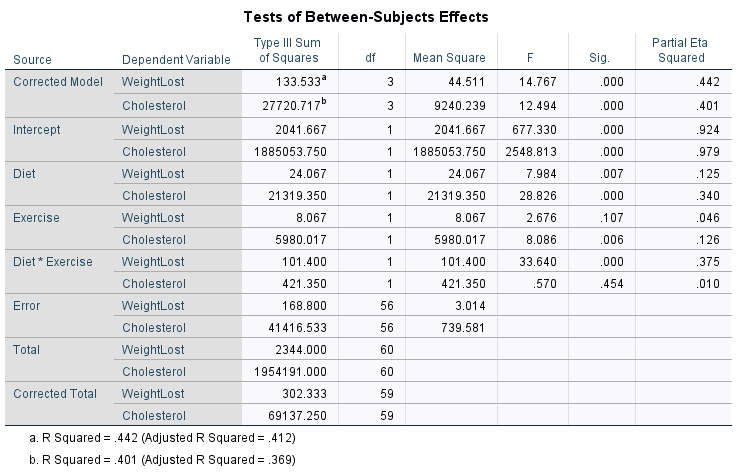 Tests of Between-Subjects Effects
Source Dependent Variable Type III Sum of Squares df Mean Square F Sig. Partial Eta Squared
Corrected Model WeightLost 133.533a 3 44.511 14.767 .000 .442
Cholesterol 27720.717b 3 9240.239 12.494 .000 .401
Intercept WeightLost 2041.667 1 2041.667 677.330 .000 .924
Cholesterol 1885053.750 1 1885053.750 2548.813 .000 .979
Diet WeightLost 24.067 1 24.067 7.984 .007 .125
Cholesterol 21319.350 1 21319.350 28.826 .000 .340
Exercise WeightLost 8.067 1 8.067 2.676 .107 .046
Cholesterol 5980.017 1 5980.017 8.086 .006 .126
Diet * Exercise WeightLost 101.400 1 101.400 33.640 .000 .375
Cholesterol 421.350 1 421.350 .570 .454 .010
Error WeightLost 168.800 56 3.014
Cholesterol 41416.533 56 739.581
Total WeightLost 2344.000 60
Cholesterol 1954191.000 60
Corrected Total WeightLost 302.333 59
Cholesterol 69137.250 59
a. R Squared = .442 (Adjusted R Squared = .412)
b. R Squared = .401 (Adjusted R Squared = .369)